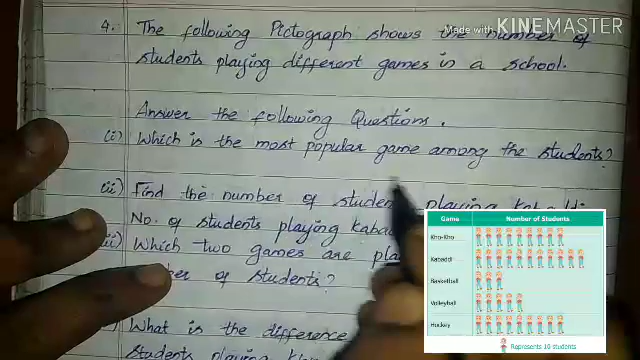 Made with KINEMASTER
4. The following Pictograph shows the number of
students playing different games in a school.
Answer the following Questions.
(i) Which is the most popular game among the students?
(ii) Find the number of students playing Kabaddi
No. of students playing Kabad
Which two games are pla
of students?
What is the difference
students playing
Game Number of Students
Kho-Kho
Kabaddi
Basketball
Volleyball
Hockey
Represents 10 students